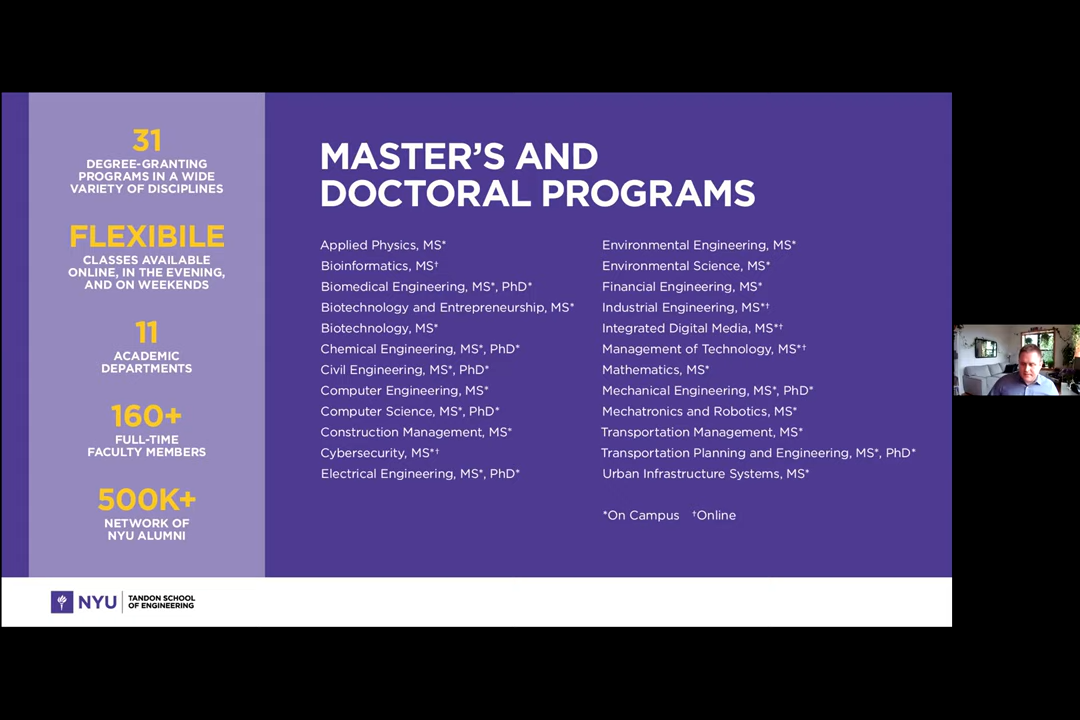 31
DEGREE-GRANTING
PROGRAMS IN A WIDE
VARIETY OF DISCIPLINES
FLEXIBILE
CLASSES AVAILABLE
ONLINE, IN THE EVENING,
AND ON WEEKENDS
11
ACADEMIC
DEPARTMENTS
160+
FULL-TIME
FACULTY MEMBERS
500K+
NETWORK OF
NYU ALUMNI
MASTER'S AND
DOCTORAL PROGRAMS
Applied Physics, MS*
Bioinformatics, MS†
Biomedical Engineering, MS*, PhD*
Biotechnology and Entrepreneurship, MS*
Biotechnology, MS*
Chemical Engineering, MS*, PhD*
Civil Engineering, MS*, PhD*
Computer Engineering, MS*
Computer Science, MS*, PhD*
Construction Management, MS*
Cybersecurity, MS*†
Electrical Engineering, MS*, PhD*
Environmental Engineering, MS*
Environmental Science, MS*
Financial Engineering, MS*
Industrial Engineering, MS*†
Integrated Digital Media, MS*†
Management of Technology, MS*†
Mathematics, MS*
Mechanical Engineering, MS*, PhD*
Mechatronics and Robotics, MS*
Transportation Management, MS*
Transportation Planning and Engineering, MS*, PhD*
Urban Infrastructure Systems, MS*
*On Campus †Online
NYU
TANDON SCHOOL
OF ENGINEERING